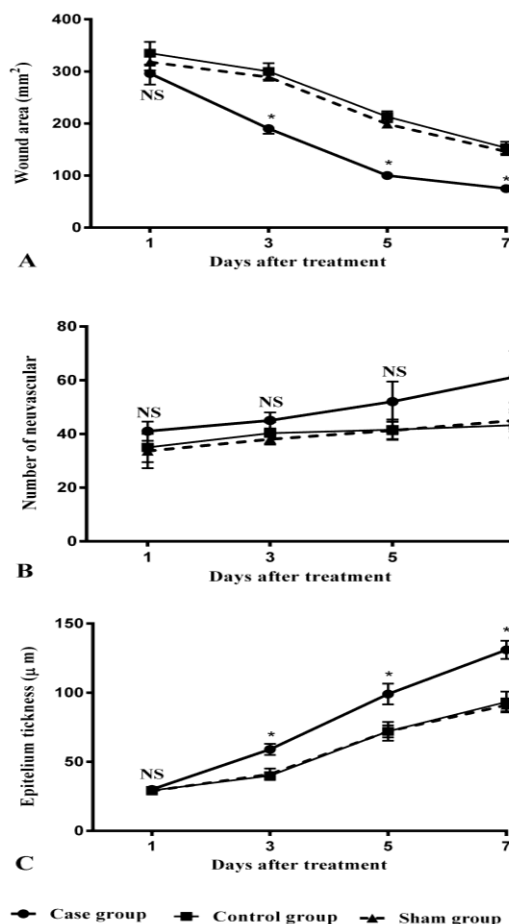 400
300
200
100
0
Wound area (mm²)
NS
*
*
*
1 3 5 7
Days after treatment
A
80
60
40
20
0
Number of neuvascular
NS
NS
NS
1 3 5
Days after treatment
B
150
100
50
0
Epitelium tickness (μ m)
NS
*
*
*
1 3 5 7
Days after treatment
C
Case group Control group Sham group